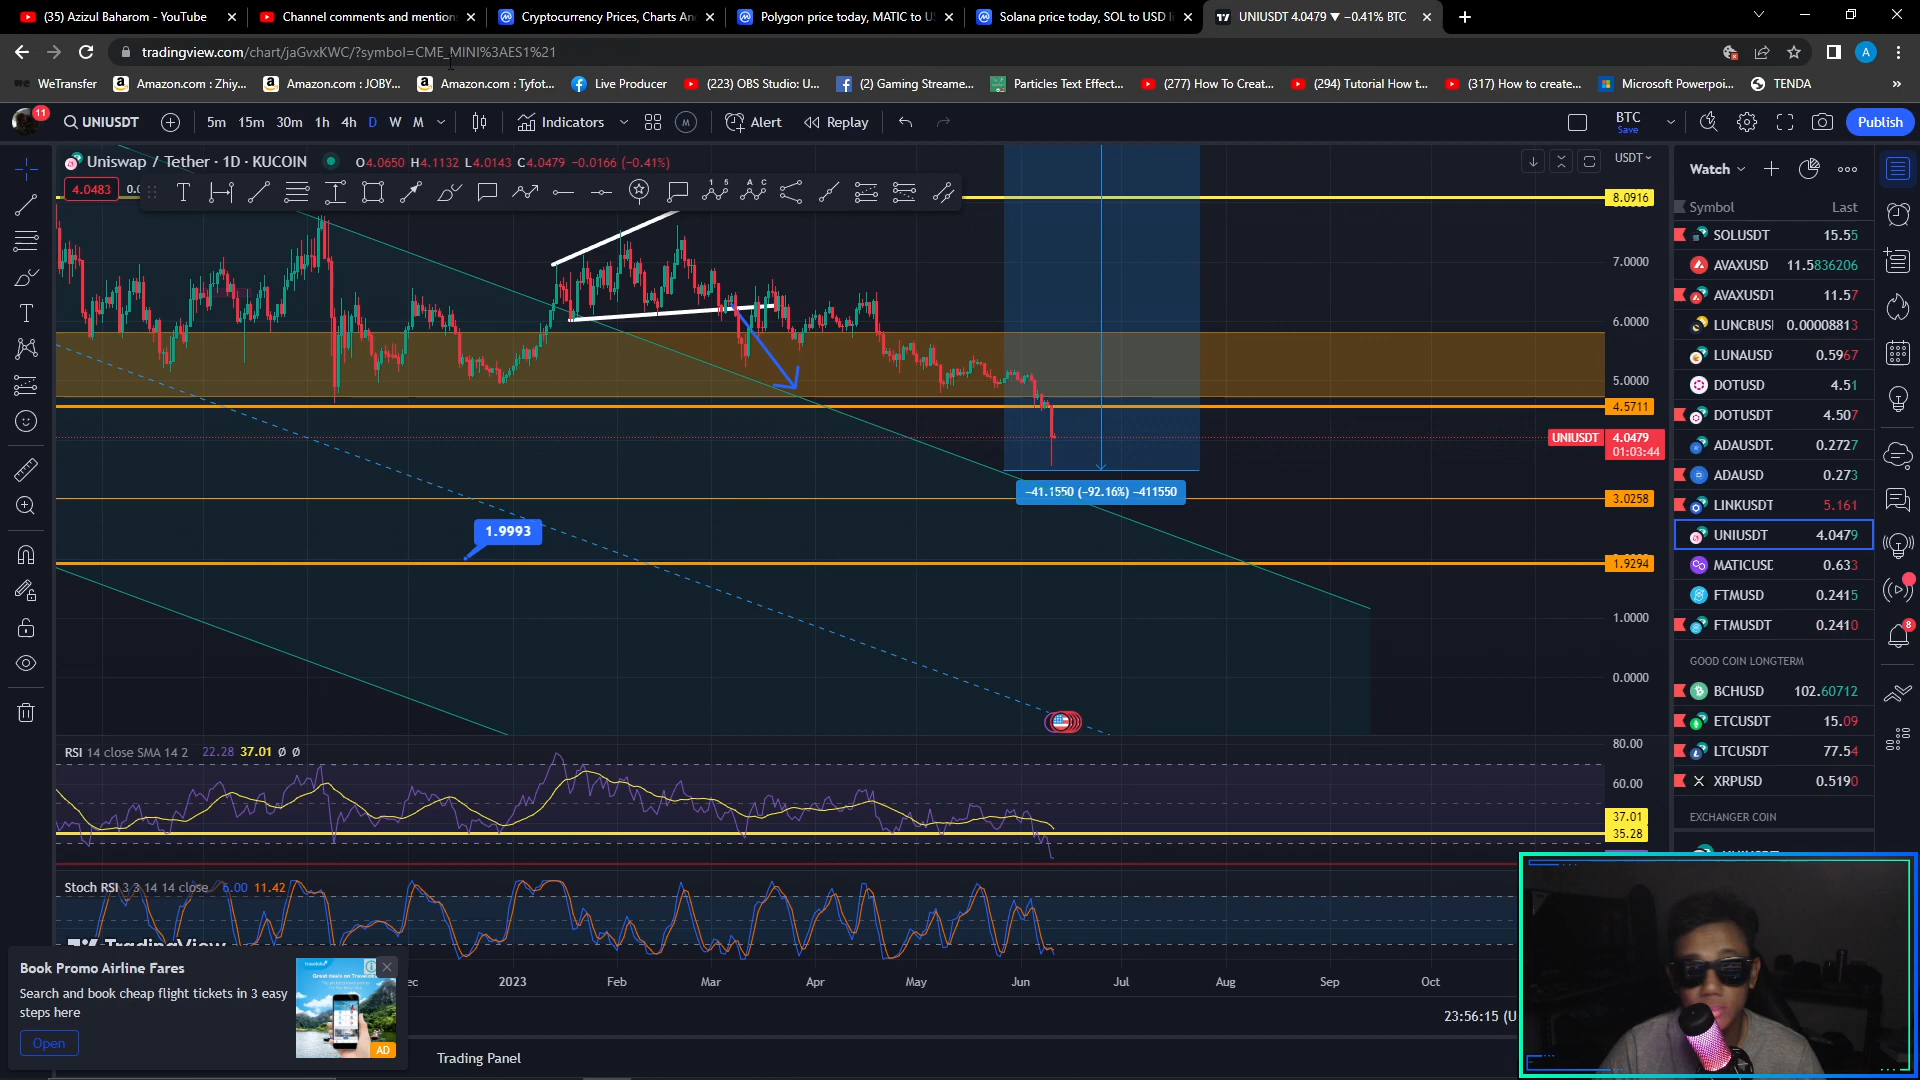 (35) Azizul Baharom - YouTube
Channel comments and mention
Cryptocurrency Prices, Charts An
Polygon price today, MATIC to U
Solana price today, SOL to USD li
UNIUSDT 4.0479 ▼ −0.41% BTC
tradingview.com/chart/jaGvxKWC/?symbol=CME_MINI%3AES1%21
WeTransfer
Amazon.com : Zhiy...
Amazon.com : JOBY...
Amazon.com : Tyfot...
Live Producer
(223) OBS Studio: U...
(2) Gaming Streame...
Particles Text Effect...
(277) How To Creat...
(294) Tutorial How t...
(317) How to create...
Microsoft Powerpoi...
TENDA
11
UNIUSDT
5m 15m 30m 1h 4h D W M
Indicators
Alert
Replay
BTC
Save
Publish
Uniswap / Tether · 1D · KUCOIN
O4.0650 H4.1132 L4.0143 C4.0479 −0.0166 (−0.41%)
4.0483
USDT
8.0916
7.0000
6.0000
5.0000
4.5711
UNIUSDT
4.0479
01:03:44
3.0258
1.9294
1.0000
0.0000
−41.1550 (−92.16%) −411550
1.9993
RSI 14 close SMA 14 2 22.28 37.01 Ø Ø
80.00
60.00
37.01
35.28
Stoch RSI 3 3 14 14 close 6.00 11.42
TradingView
2023 Feb Mar Apr May Jun Jul Aug Sep Oct
23:56:15 (U
Trading Panel
Book Promo Airline Fares
Search and book cheap flight tickets in 3 easy
steps here
Open
AD
Watch
Symbol Last
SOLUSDT 15.55
AVAXUSD 11.5836206
AVAXUSDT 11.57
LUNCBUSI 0.00008813
LUNAUSD 0.5967
DOTUSD 4.51
DOTUSDT 4.507
ADAUSDT. 0.2727
ADAUSD 0.273
LINKUSDT 5.161
UNIUSDT 4.0479
MATICUSD 0.633
FTMUSD 0.2415
FTMUSDT 0.2410
GOOD COIN LONGTERM
BCHUSD 102.60712
ETCUSDT 15.09
LTCUSDT 77.54
XRPUSD 0.5190
EXCHANGER COIN
8